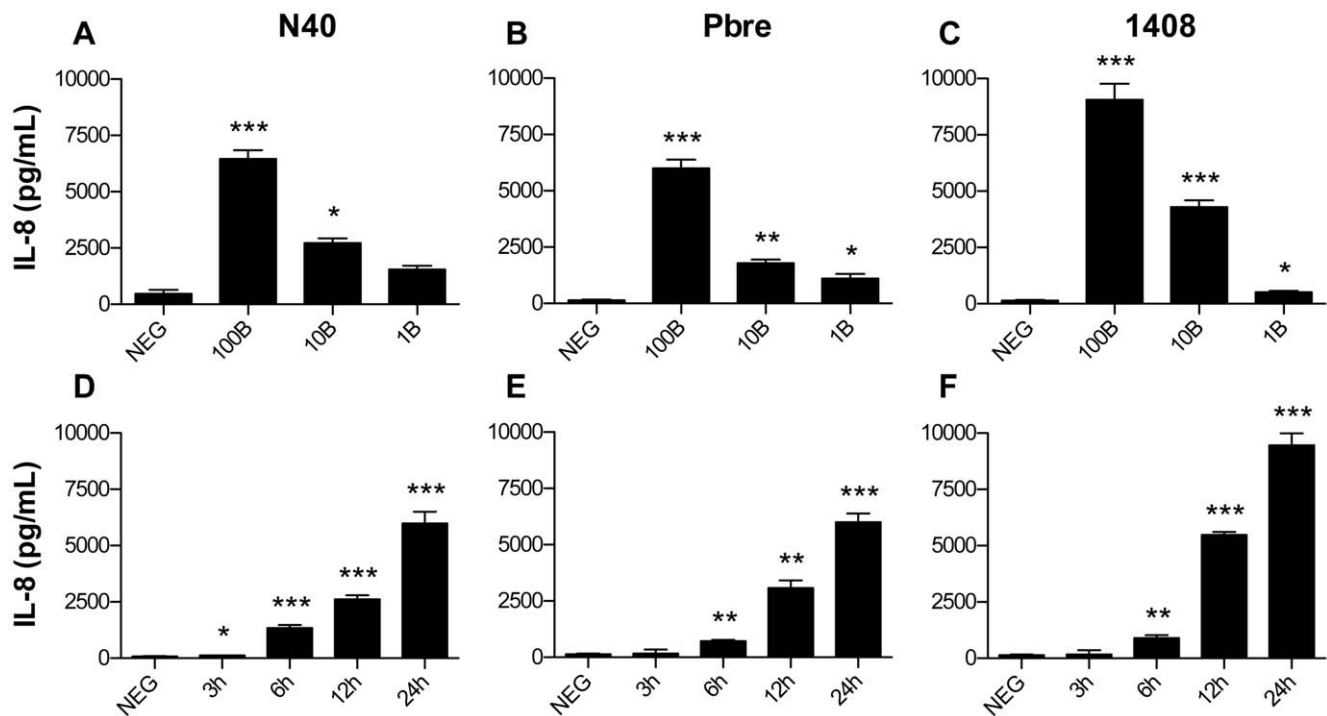 N40
Pbre
1408
A
B
C
IL-8 (pg/mL)
10000
7500
5000
2500
0
***
*
NEG
100B
10B
1B
10000
7500
5000
2500
0
***
**
*
NEG
100B
10B
1B
10000
7500
5000
2500
0
***
***
*
NEG
100B
10B
1B
D
E
F
IL-8 (pg/mL)
10000
7500
5000
2500
0
*
***
***
***
NEG
3h
6h
12h
24h
10000
7500
5000
2500
0
**
**
***
NEG
3h
6h
12h
24h
10000
7500
5000
2500
0
**
***
***
NEG
3h
6h
12h
24h